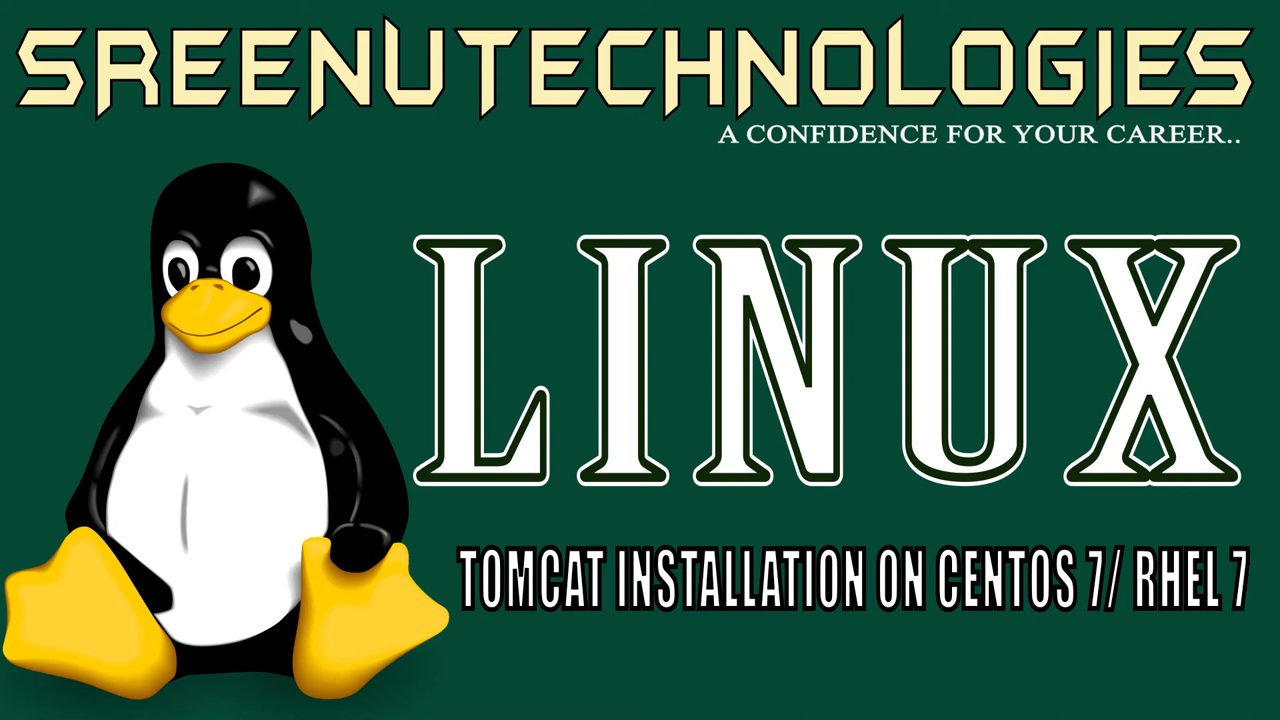 SREENUTECHNOLOGIES
A CONFIDENCE FOR YOUR CAREER..
LINUX
TOMCAT INSTALLATION ON CENTOS 7/ RHEL 7